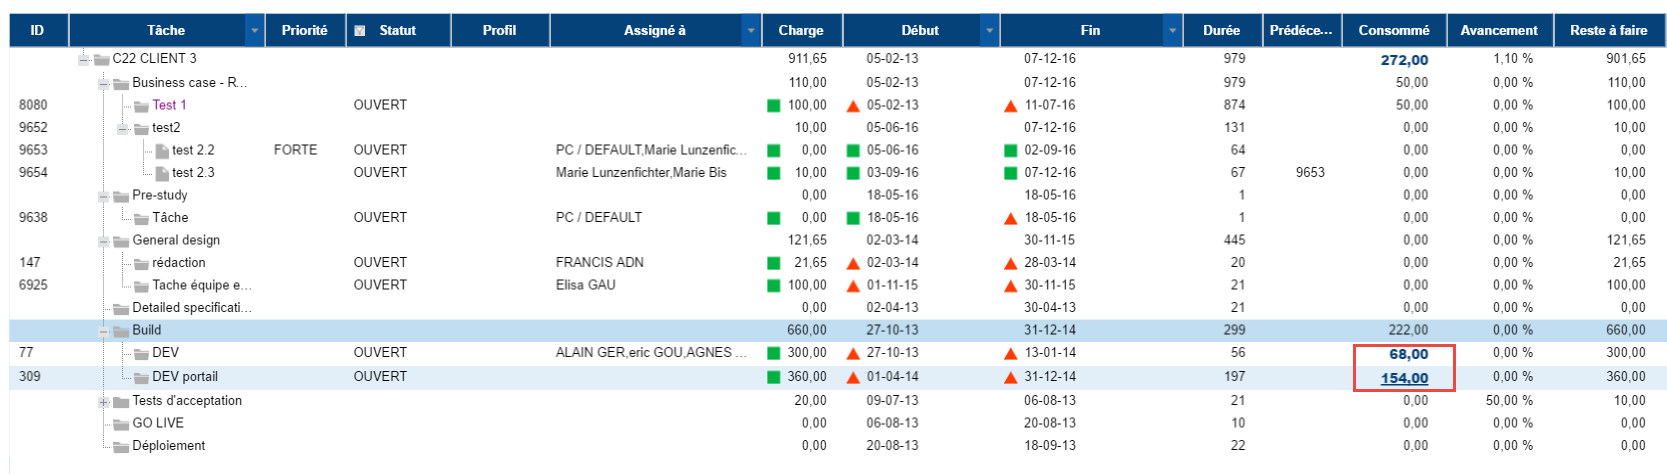 ID Tâche Priorité Statut Profil Assigné à Charge Début Fin Durée Prédéce... Consommé Avancement Reste à faire
C22 CLIENT 3 911,65 05-02-13 07-12-16 979 272,00 1,10 % 901,65
Business case - R... 110,00 05-02-13 07-12-16 979 50,00 0,00 % 110,00
8080 Test 1 OUVERT 100,00 05-02-13 11-07-16 874 50,00 0,00 % 100,00
9652 test2 10,00 05-06-16 07-12-16 131 0,00 0,00 % 10,00
9653 test 2.2 FORTE OUVERT PC / DEFAULT,Marie Lunzenfic... 0,00 05-06-16 02-09-16 64 0,00 0,00 % 0,00
9654 test 2.3 OUVERT Marie Lunzenfichter,Marie Bis 10,00 03-09-16 07-12-16 67 9653 0,00 0,00 % 10,00
Pre-study 0,00 18-05-16 18-05-16 1 0,00 0,00 % 0,00
9638 Tâche OUVERT PC / DEFAULT 0,00 18-05-16 18-05-16 1 0,00 0,00 % 0,00
General design 121,65 02-03-14 30-11-15 445 0,00 0,00 % 121,65
147 rédaction OUVERT FRANCIS ADN 21,65 02-03-14 28-03-14 20 0,00 0,00 % 21,65
6925 Tache équipe e... OUVERT Elisa GAU 100,00 01-11-15 30-11-15 21 0,00 0,00 % 100,00
Detailed specificati... 0,00 02-04-13 30-04-13 21 0,00 0,00 % 0,00
Build 660,00 27-10-13 31-12-14 299 222,00 0,00 % 660,00
77 DEV OUVERT ALAIN GER,eric GOU,AGNES ... 300,00 27-10-13 13-01-14 56 68,00 0,00 % 300,00
309 DEV portail OUVERT 360,00 01-04-14 31-12-14 197 154,00 0,00 % 360,00
Tests d'acceptation 20,00 09-07-13 06-08-13 21 0,00 50,00 % 10,00
GO LIVE 0,00 06-08-13 20-08-13 10 0,00 0,00 % 0,00
Déploiement 0,00 20-08-13 18-09-13 22 0,00 0,00 % 0,00